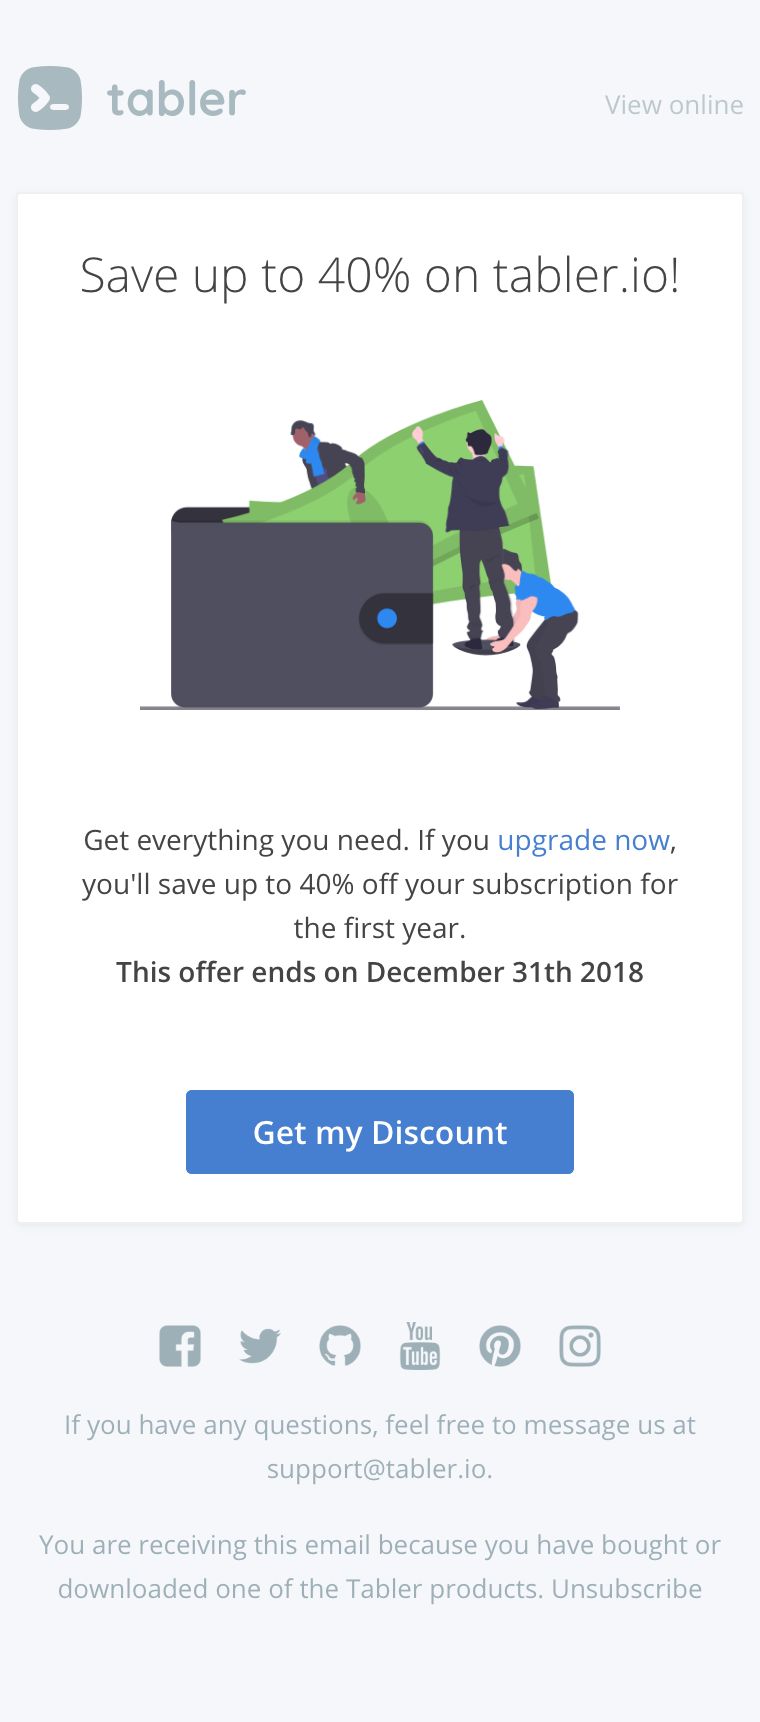 tabler
View online
Save up to 40% on tabler.io!
Get everything you need. If you upgrade now,
you'll save up to 40% off your subscription for
the first year.
This offer ends on December 31th 2018
Get my Discount
You
Tube
If you have any questions, feel free to message us at
support@tabler.io.
You are receiving this email because you have bought or
downloaded one of the Tabler products. Unsubscribe